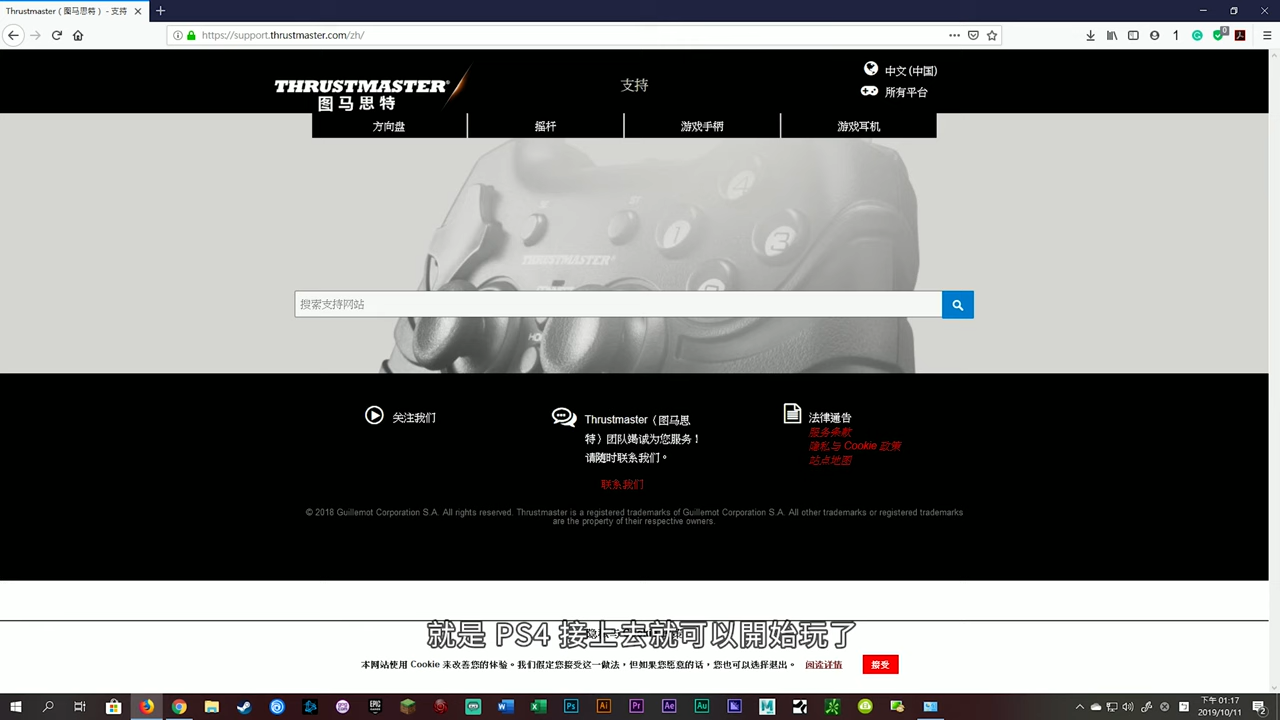 Thrustmaster（图马思特）- 支持
https://support.thrustmaster.com/zh/
THRUSTMASTER
图马思特
支持
中文 (中国)
所有平台
方向盘
摇杆
游戏手柄
游戏耳机
搜索支持网站
关注我们
Thrustmaster（图马思
特）团队竭诚为您服务！
请随时联系我们。
联系我们
法律通告
服务条款
隐私与 Cookie 政策
站点地图
© 2018 Guillemot Corporation S.A. All rights reserved. Thrustmaster is a registered trademarks of Guillemot Corporation S.A. All other trademarks or registered trademarks
are the property of their respective owners.
就是 PS4 接上去就可以開始玩了
本网站使用 Cookie 来改善您的体验。我们假定您接受这一做法，但如果您愿意的话，您也可以选择退出。 阅读详情 接受
下午 01:17
2019/10/11